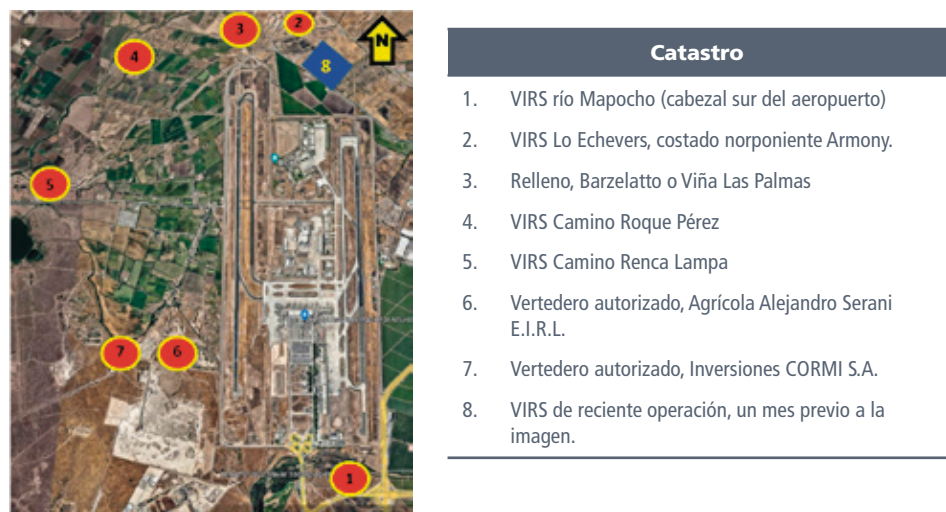 3
2
N
4
8
5
7
6
1
Catastro
1. VIRS río Mapocho (cabezal sur del aeropuerto)
2. VIRS Lo Echevers, costado norponiente Armony.
3. Relleno, Barzelatto o Viña Las Palmas
4. VIRS Camino Roque Pérez
5. VIRS Camino Renca Lampa
6. Vertedero autorizado, Agrícola Alejandro Serani
E.I.R.L.
7. Vertedero autorizado, Inversiones CORMI S.A.
8. VIRS de reciente operación, un mes previo a la
imagen.